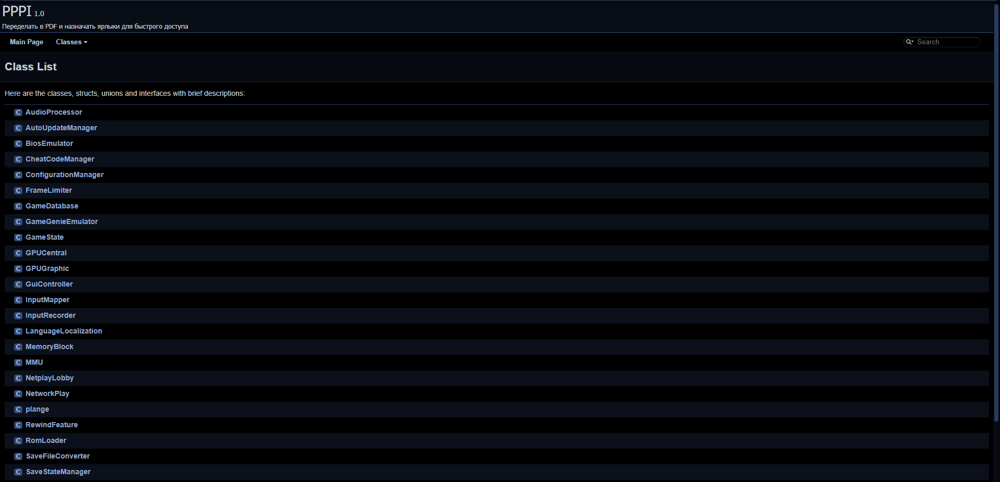 PPPI 1.0
Переделать в PDF и назначать ярлыки для быстрого доступа
Main Page Classes Search
Class List
Here are the classes, structs, unions and interfaces with brief descriptions:
C AudioProcessor
C AutoUpdateManager
C BiosEmulator
C CheatCodeManager
C ConfigurationManager
C FrameLimiter
C GameDatabase
C GameGenieEmulator
C GameState
C GPUCentral
C GPUGraphic
C GuiController
C InputMapper
C InputRecorder
C LanguageLocalization
C MemoryBlock
C MMU
C NetplayLobby
C NetworkPlay
C plange
C RewindFeature
C RomLoader
C SaveFileConverter
C SaveStateManager